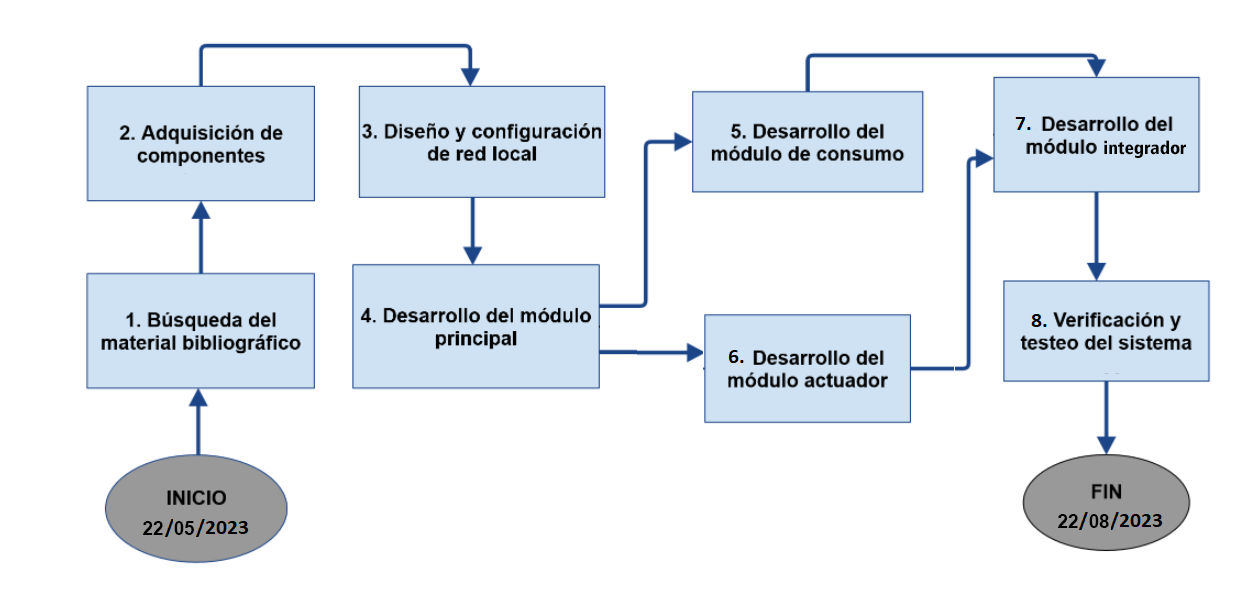 2. Adquisición de
componentes
3. Diseño y configuración
de red local
5. Desarrollo del
módulo de consumo
7. Desarrollo del
módulo integrador
1. Búsqueda del
material bibliográfico
4. Desarrollo del módulo
principal
6. Desarrollo del
módulo actuador
8. Verificación y
testeo del sistema
INICIO
22/05/2023
FIN
22/08/2023